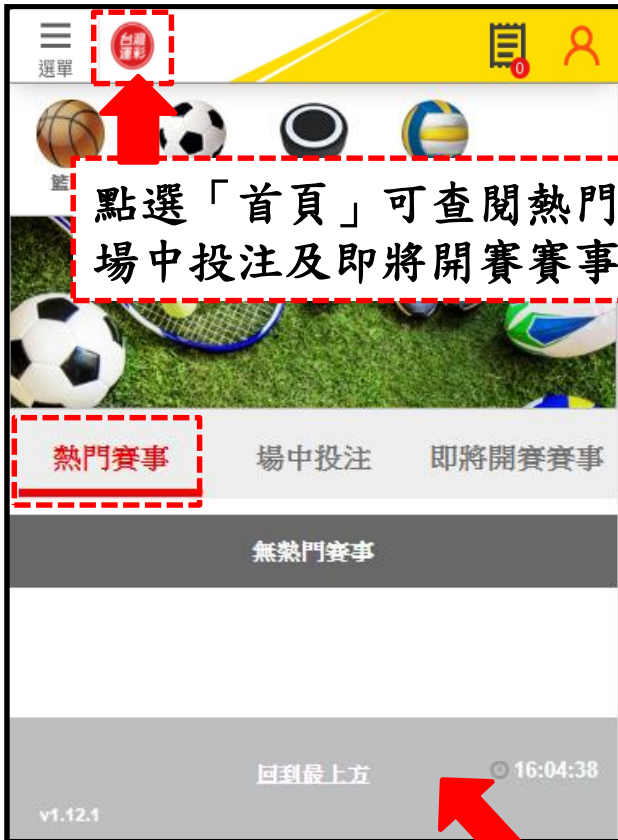 台灣
運彩
選單
0
籃
點選「首頁」可查閱熱門
場中投注及即將開賽賽事
熱門賽事
場中投注
即將開賽賽事
無熱門賽事
回到最上方
16:04:38
v1.12.1